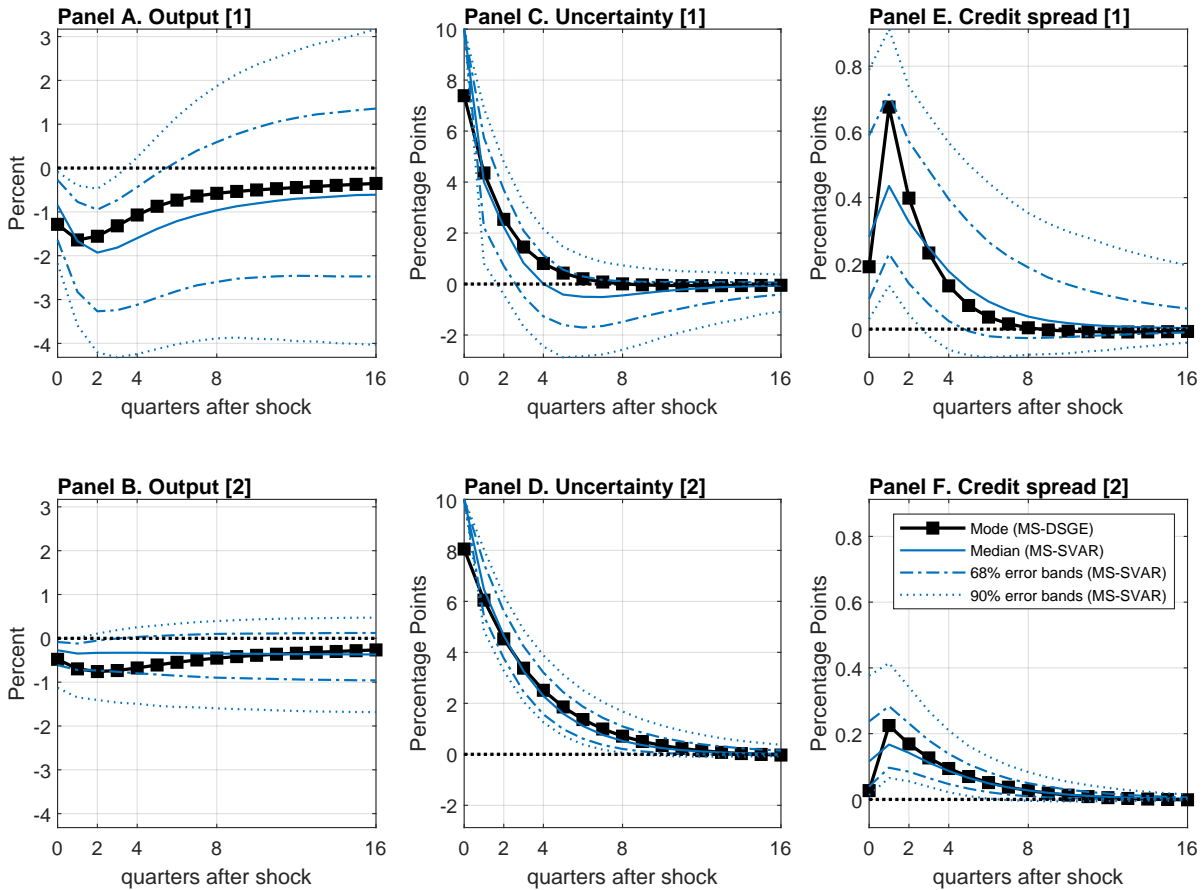 Panel A. Output [1]
3
2
1
0
-1
-2
-3
-4
Percent
0 2 4 8 16
quarters after shock
Panel C. Uncertainty [1]
10
8
6
4
2
0
-2
Percentage Points
0 2 4 8 16
quarters after shock
Panel E. Credit spread [1]
0.8
0.6
0.4
0.2
0
Percentage Points
0 2 4 8 16
quarters after shock
Panel B. Output [2]
3
2
1
0
-1
-2
-3
-4
Percent
0 2 4 8 16
quarters after shock
Panel D. Uncertainty [2]
10
8
6
4
2
0
-2
Percentage Points
0 2 4 8 16
quarters after shock
Panel F. Credit spread [2]
0.8
0.6
0.4
0.2
0
Percentage Points
Mode (MS-DSGE)
Median (MS-SVAR)
68% error bands (MS-SVAR)
90% error bands (MS-SVAR)
0 2 4 8 16
quarters after shock